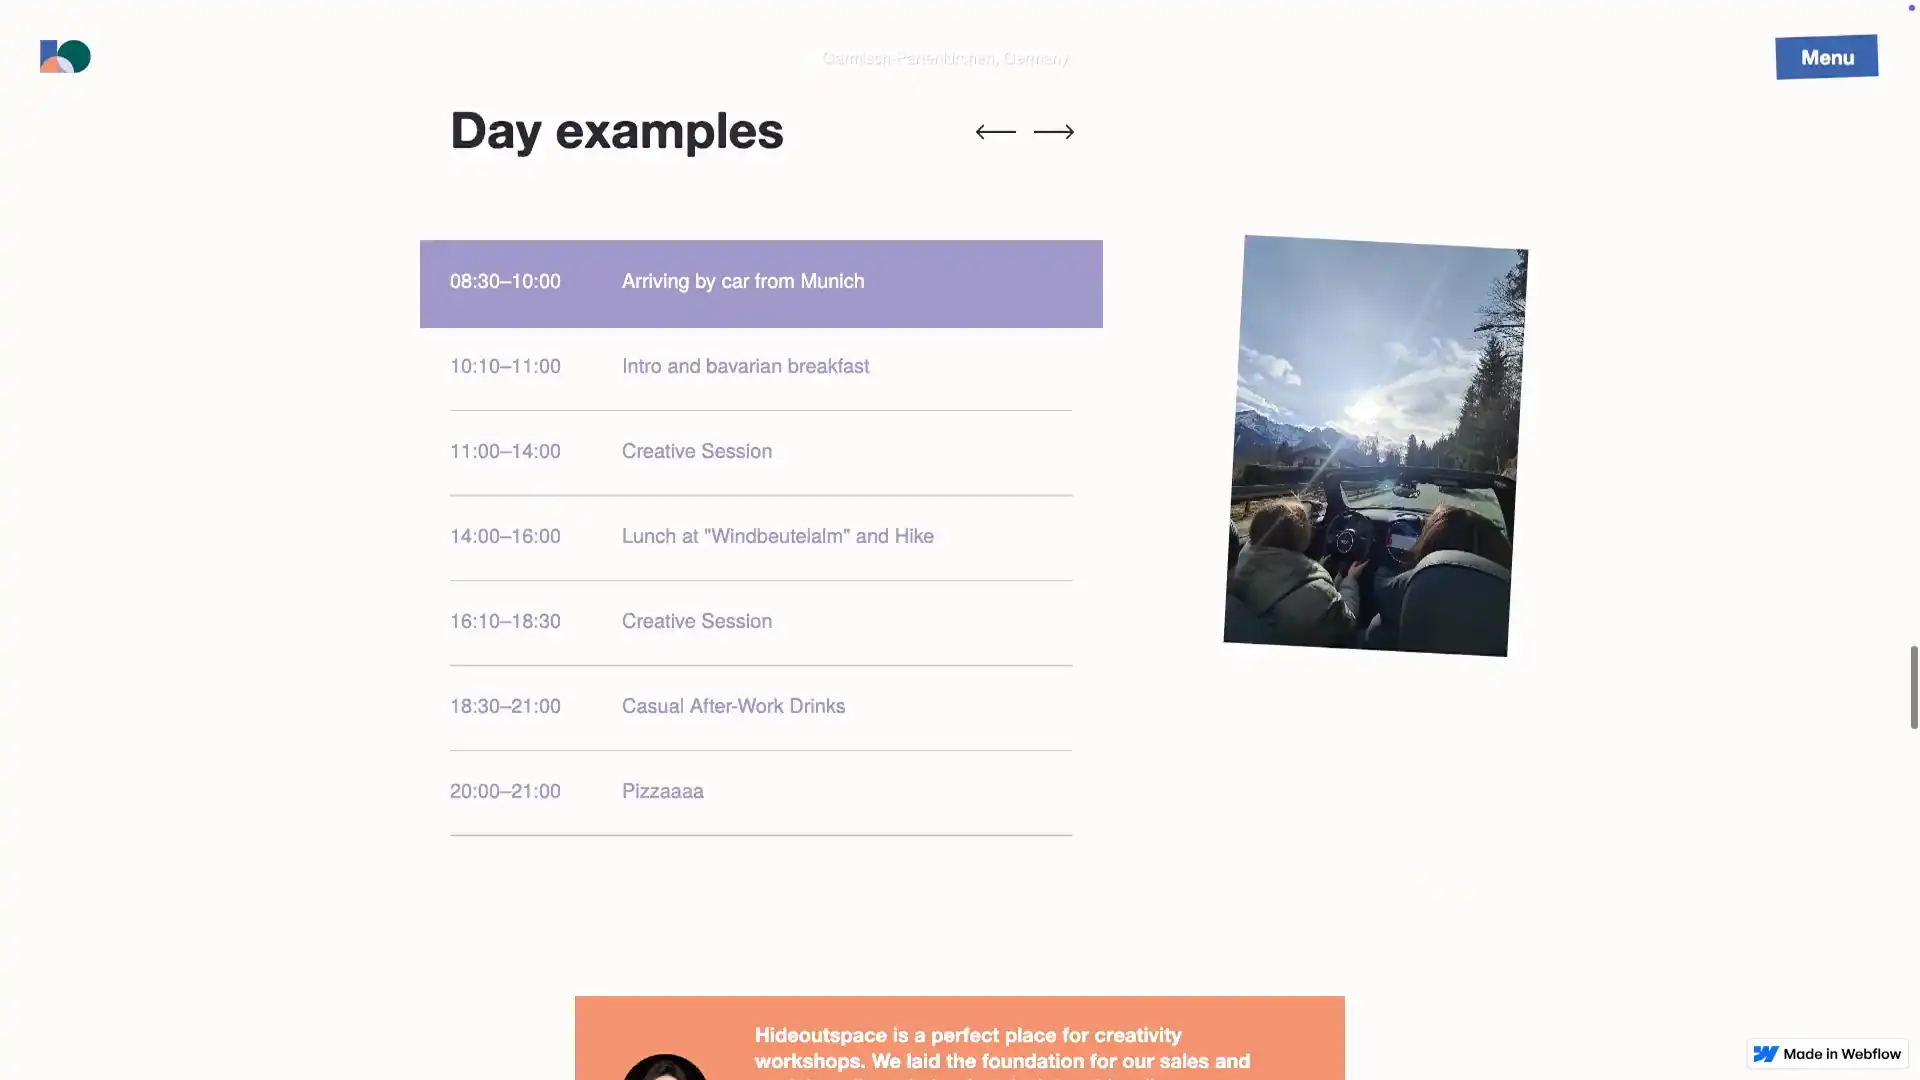 Garmisch-Partenkirchen, Germany
Menu
Day examples
08:30–10:00 Arriving by car from Munich
10:10–11:00 Intro and bavarian breakfast
11:00–14:00 Creative Session
14:00–16:00 Lunch at "Windbeutelalm" and Hike
16:10–18:30 Creative Session
18:30–21:00 Casual After-Work Drinks
20:00–21:00 Pizzaaaa
Hideoutspace is a perfect place for creativity
workshops. We laid the foundation for our sales and
Made in Webflow